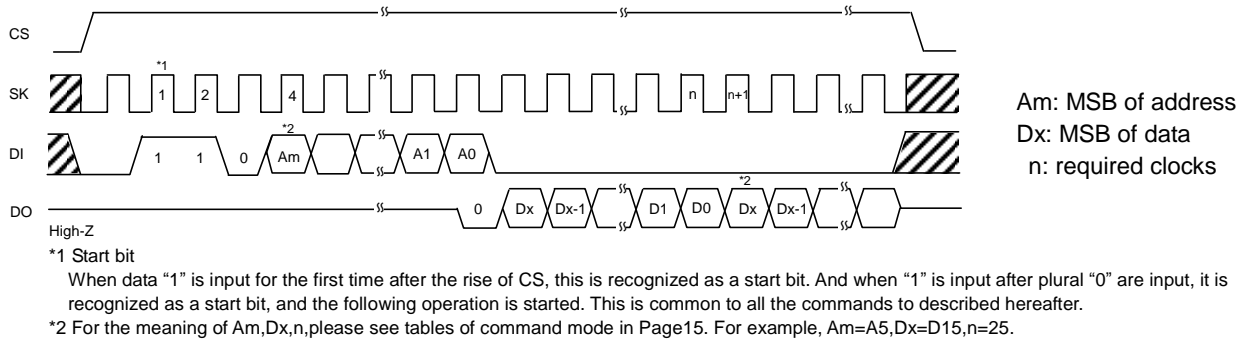 CS
*1
SK 1 2 4 n n+1
*2
DI 1 1 0 Am A1 A0
*2
DO 0 Dx Dx-1 D1 D0 Dx Dx-1
High-Z
Am: MSB of address
Dx: MSB of data
n: required clocks
*1 Start bit
When data “1” is input for the first time after the rise of CS, this is recognized as a start bit. And when “1” is input after plural “0” are input, it is
recognized as a start bit, and the following operation is started. This is common to all the commands to described hereafter.
*2 For the meaning of Am,Dx,n,please see tables of command mode in Page15. For example, Am=A5,Dx=D15,n=25.